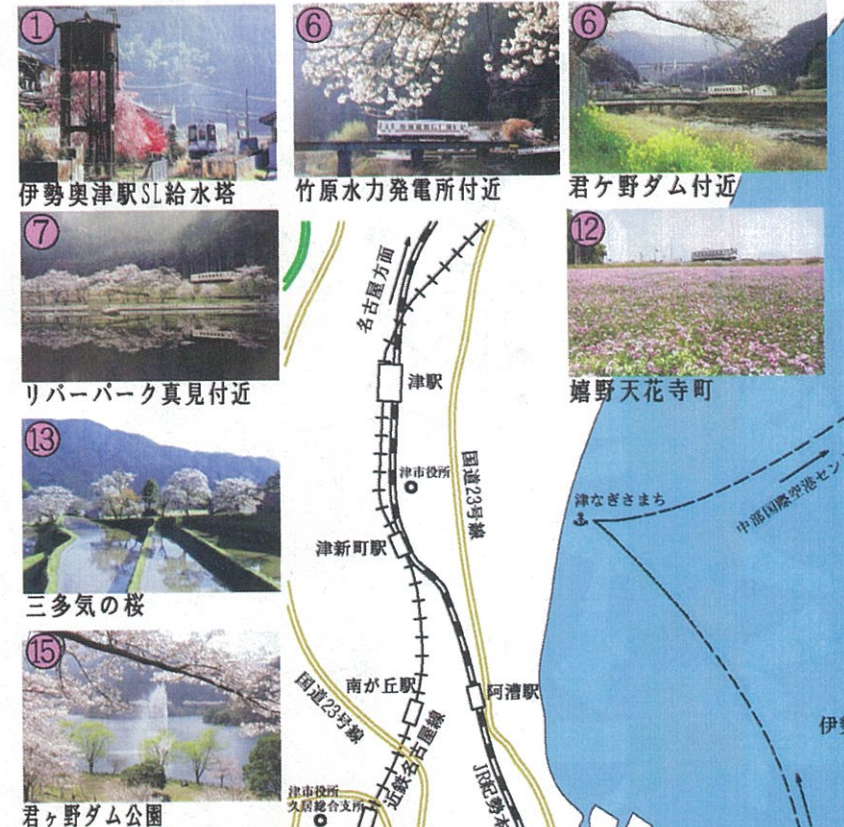 ①
伊勢奥津駅SL給水塔
⑥
竹原水力発電所付近
⑥
君ケ野ダム付近
⑦
リバーパーク真見付近
⑫
嬉野天花寺町
⑬
三多気の桜
⑮
君ヶ野ダム公園
名古屋方面
津駅
津市役所
国道23号線
津新町駅
津なぎさまち
中部国際空港セン
南が丘駅
阿漕駅
国道23号線
近鉄名古屋線
JR紀勢本
津市役所
久居総合支所
伊勢